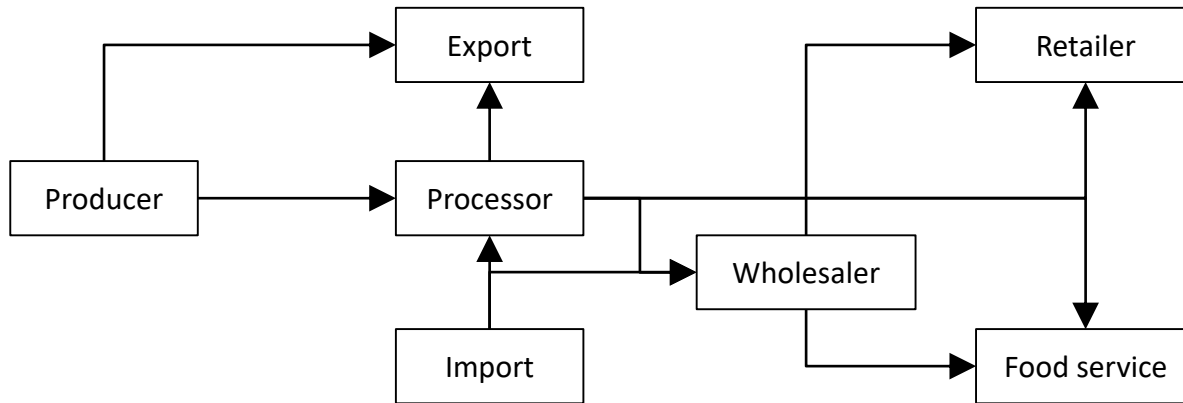 Export
Retailer
Producer
Processor
Wholesaler
Import
Food service